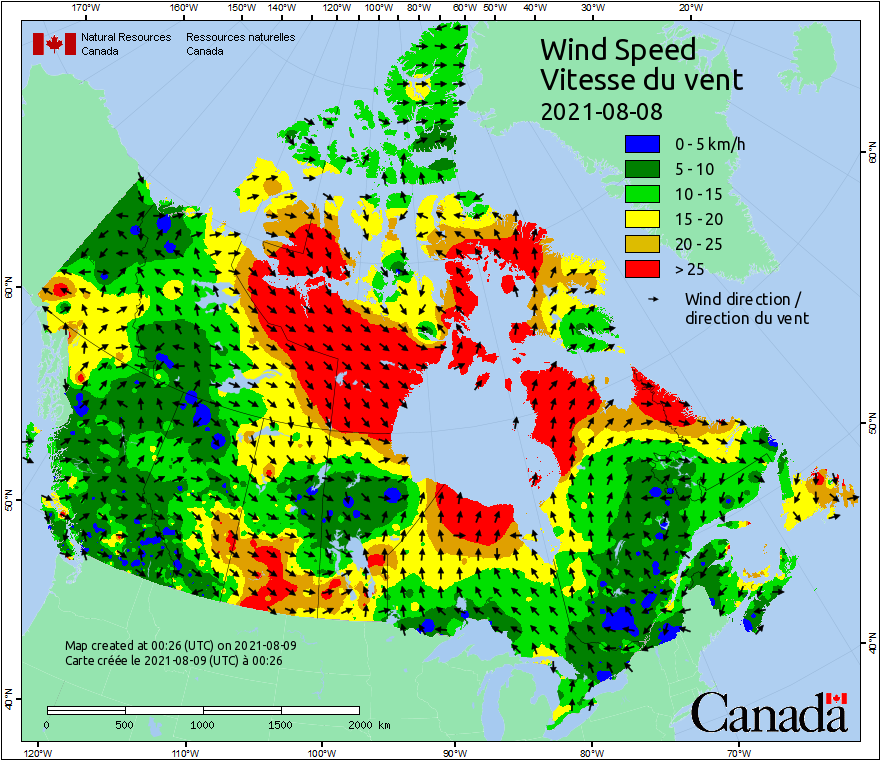 170°W 160°W 150°W 140°W 130°W 120°W 110°W 100°W 90°W 80°W 70°W 60°W 50°W 40°W 30°W 20°W
Natural Resources Canada
Ressources naturelles Canada
Wind Speed
Vitesse du vent
2021-08-08
0 - 5 km/h
5 - 10
10 - 15
15 - 20
20 - 25
> 25
Wind direction /
direction du vent
60°N
50°N
40°N
60°N
50°N
40°N
Map created at 00:26 (UTC) on 2021-08-09
Carte créée le 2021-08-09 (UTC) à 00:26
0 500 1000 1500 2000 km
Canada
120°W 110°W 100°W 90°W 80°W 70°W